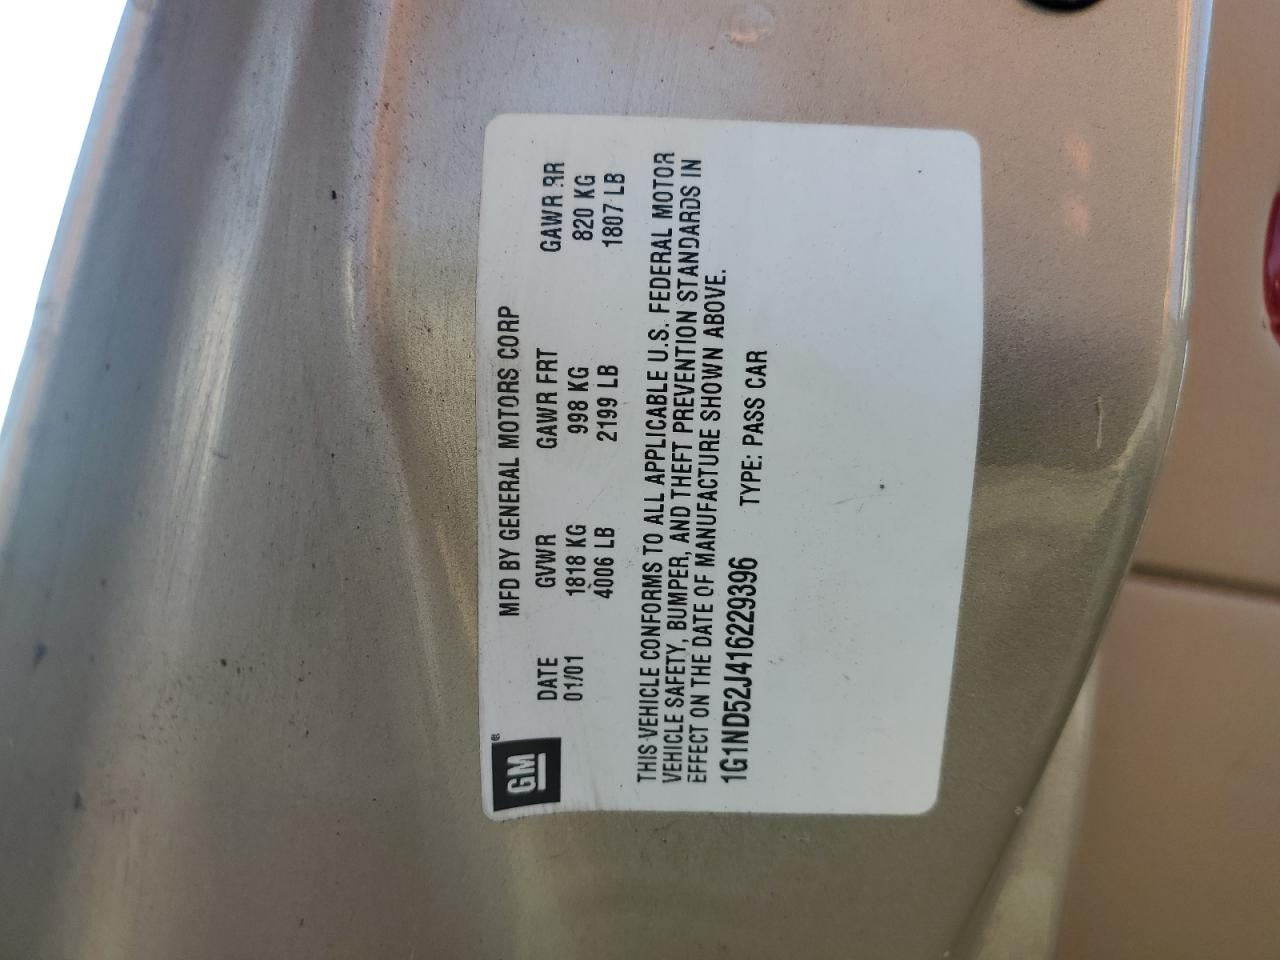 GM®
MFD BY GENERAL MOTORS CORP
DATE GVWR GAWR FRT GAWR RR
01/01 1818 KG 998 KG 820 KG
4006 LB 2199 LB 1807 LB
THIS VEHICLE CONFORMS TO ALL APPLICABLE U.S. FEDERAL MOTOR
VEHICLE SAFETY, BUMPER, AND THEFT PREVENTION STANDARDS IN
EFFECT ON THE DATE OF MANUFACTURE SHOWN ABOVE.
1G1ND52J416229396 TYPE: PASS CAR